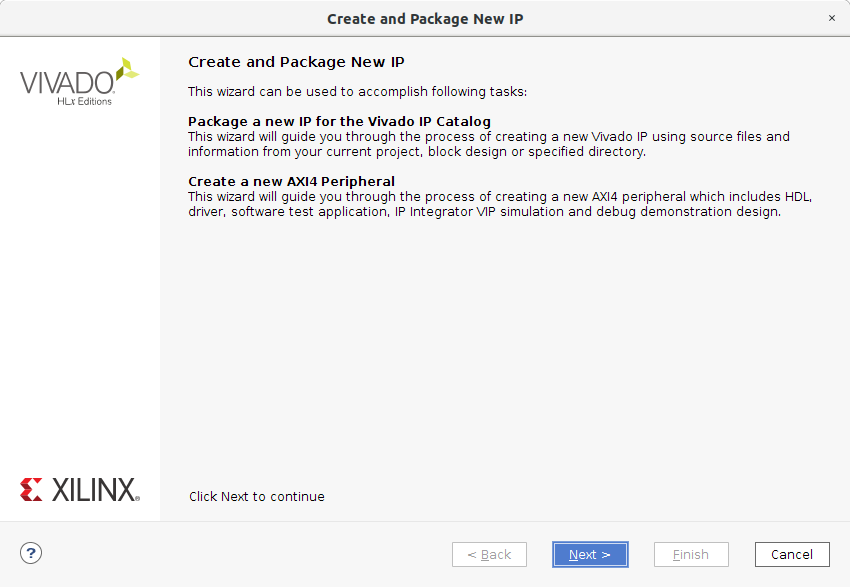 Create and Package New IP
×
VIVADO
HLx Editions
Create and Package New IP
This wizard can be used to accomplish following tasks:
Package a new IP for the Vivado IP Catalog
This wizard will guide you through the process of creating a new Vivado IP using source files and
information from your current project, block design or specified directory.
Create a new AXI4 Peripheral
This wizard will guide you through the process of creating a new AXI4 peripheral which includes HDL,
driver, software test application, IP Integrator VIP simulation and debug demonstration design.
XILINX®
Click Next to continue
?
< Back
Next >
Finish
Cancel